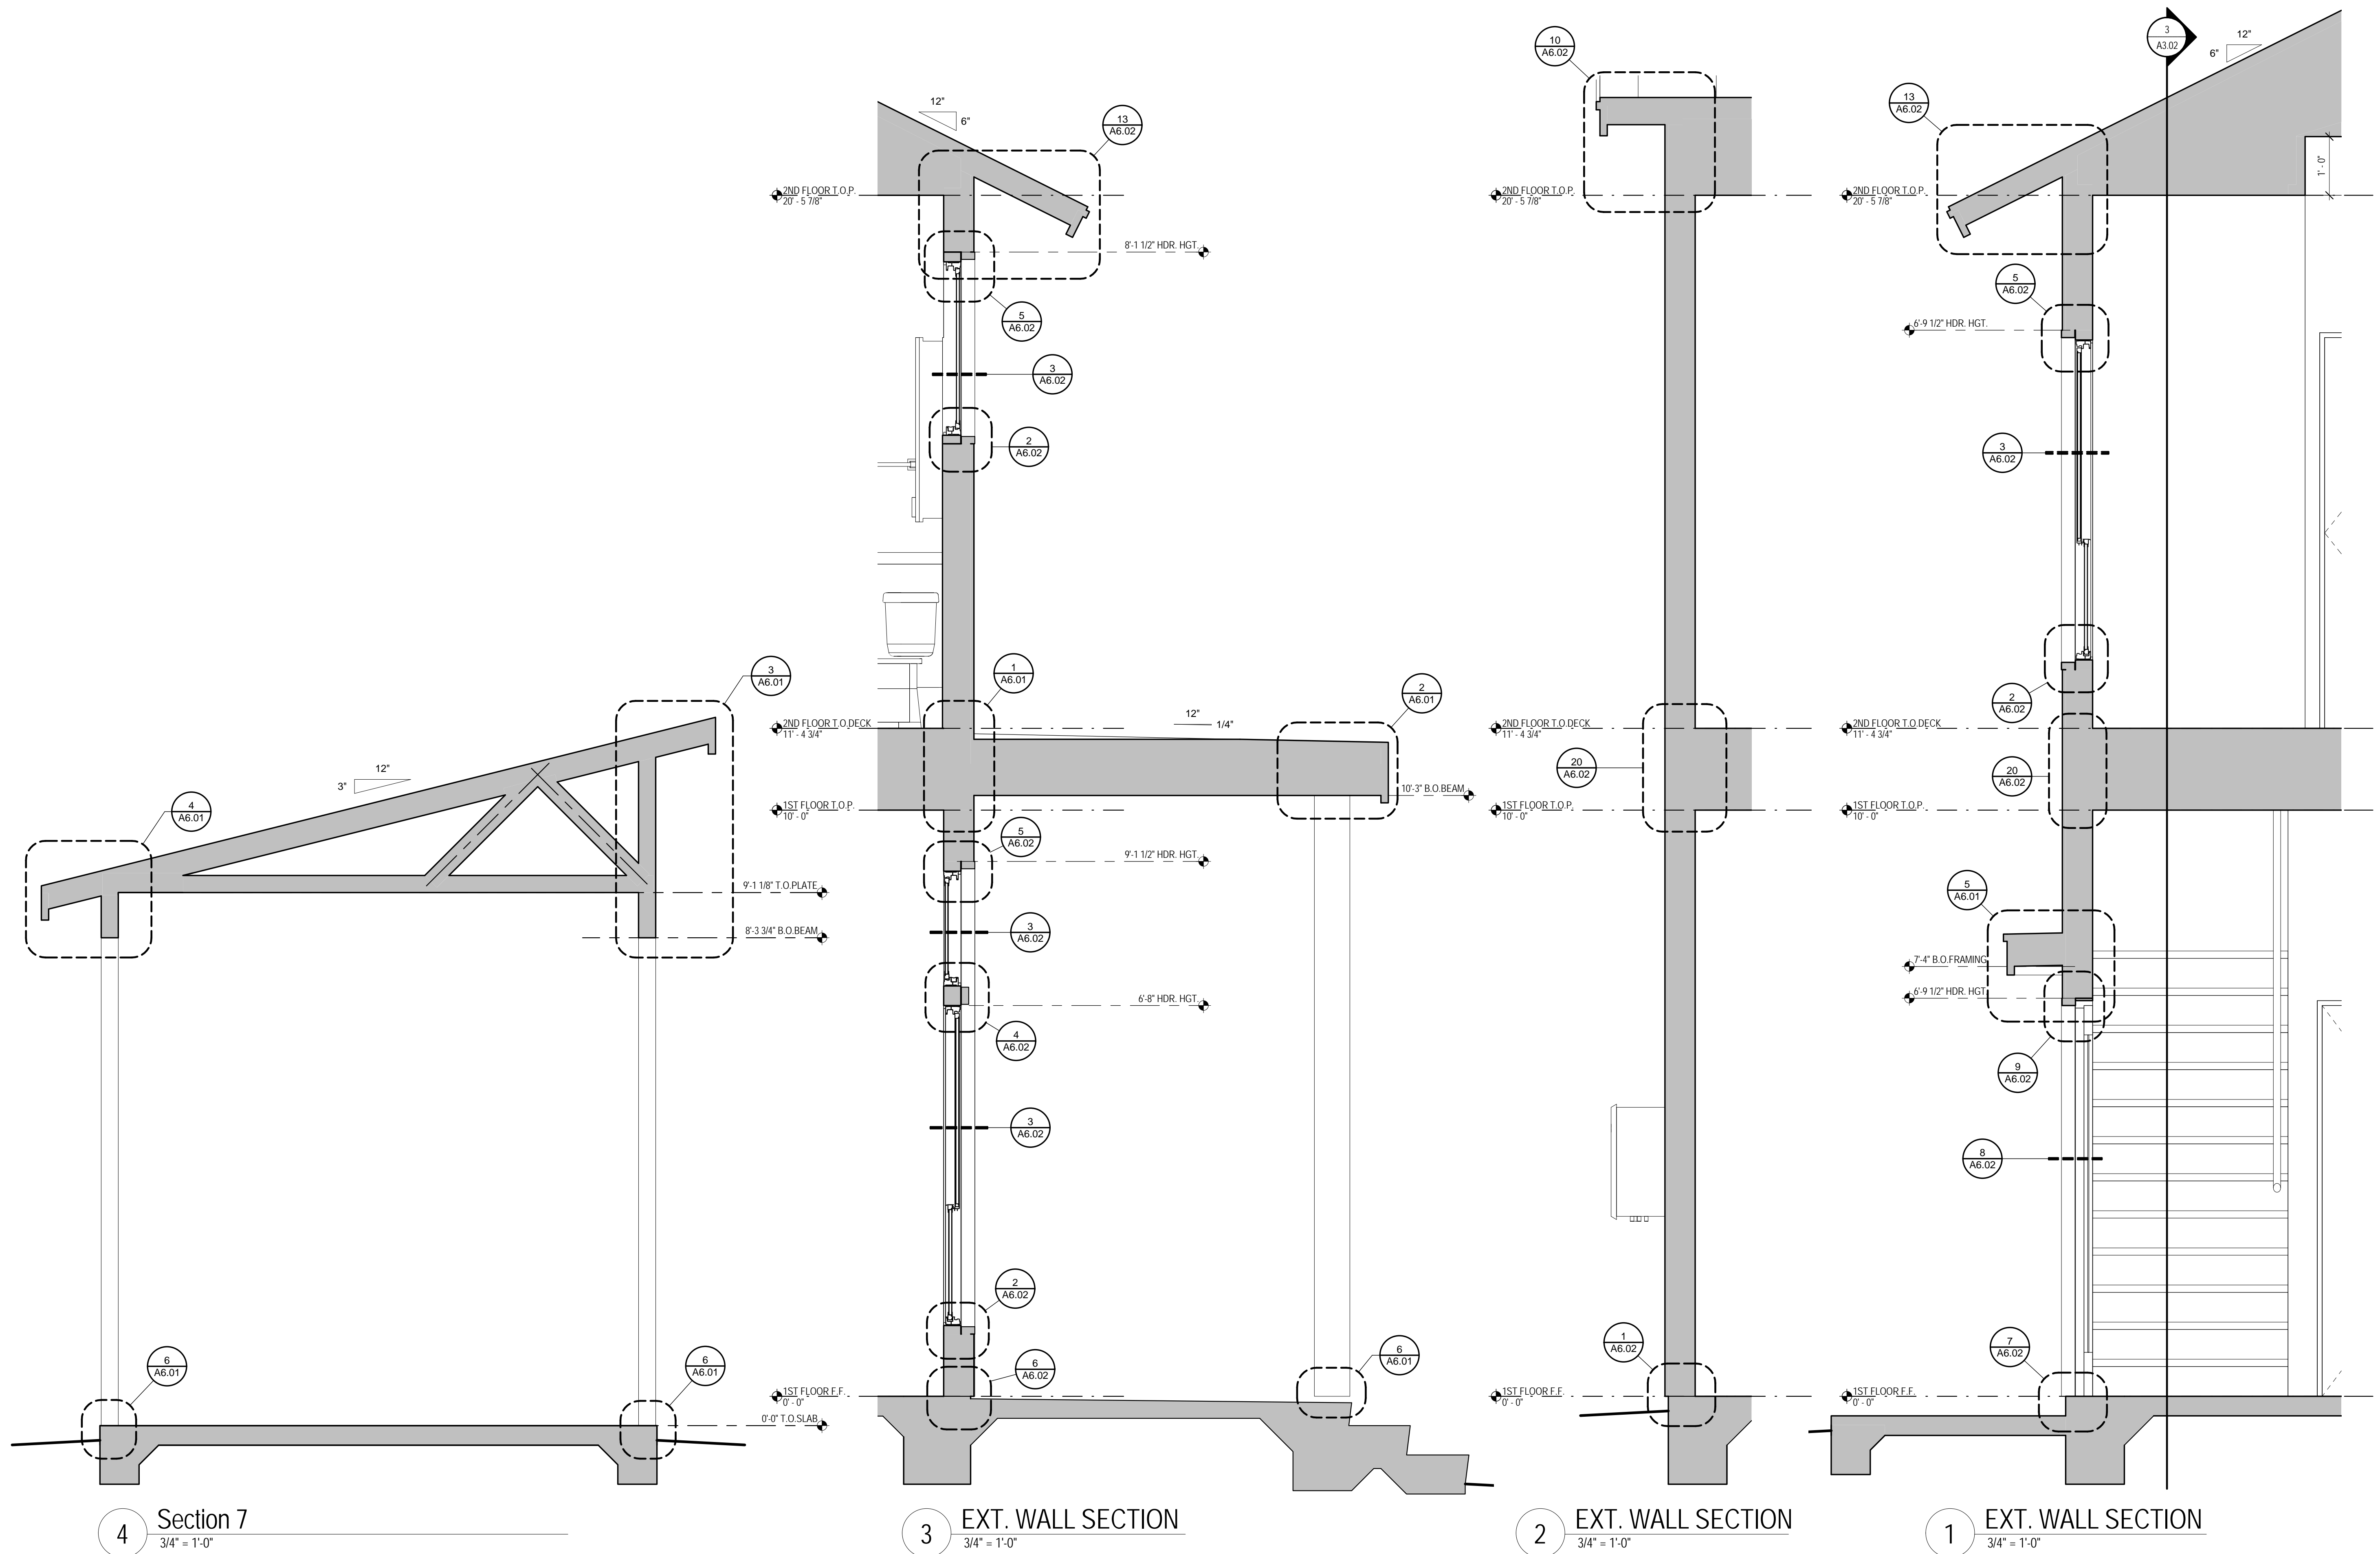 3
A6.01
4
A6.01
12"
3"
9'-1 1/8" T.O.PLATE
8'-3 3/4" B.O.BEAM
6
A6.01
6
A6.01
0'-0" T.O.SLAB
4
Section 7
3/4" = 1'-0"
12"
6"
13
A6.02
2ND FLOOR T.O.P.
20' - 5 7/8"
8'-1 1/2" HDR. HGT.
5
A6.02
3
A6.02
2
A6.02
1
A6.01
2
A6.01
2ND FLOOR T.O.DECK
11' - 4 3/4"
12"
1/4"
10'-3" B.O.BEAM
1ST FLOOR T.O.P.
10' - 0"
5
A6.02
9'-1 1/2" HDR. HGT.
3
A6.02
6'-8" HDR. HGT.
4
A6.02
3
A6.02
2
A6.02
6
A6.02
6
A6.01
1ST FLOOR F.F.
0' - 0"
3
EXT. WALL SECTION
3/4" = 1'-0"
10
A6.02
2ND FLOOR T.O.P.
20' - 5 7/8"
2ND FLOOR T.O.DECK
11' - 4 3/4"
20
A6.02
1ST FLOOR T.O.P.
10' - 0"
1
A6.02
1ST FLOOR F.F.
0' - 0"
2
EXT. WALL SECTION
3/4" = 1'-0"
3
A3.02
12"
6"
13
A6.02
1' - 0"
2ND FLOOR T.O.P.
20' - 5 7/8"
5
A6.02
6'-9 1/2" HDR. HGT.
3
A6.02
2
A6.02
2ND FLOOR T.O.DECK
11' - 4 3/4"
20
A6.02
1ST FLOOR T.O.P.
10' - 0"
5
A6.01
7'-4" B.O.FRAMING
6'-9 1/2" HDR. HGT.
9
A6.02
8
A6.02
7
A6.02
1ST FLOOR F.F.
0' - 0"
1
EXT. WALL SECTION
3/4" = 1'-0"